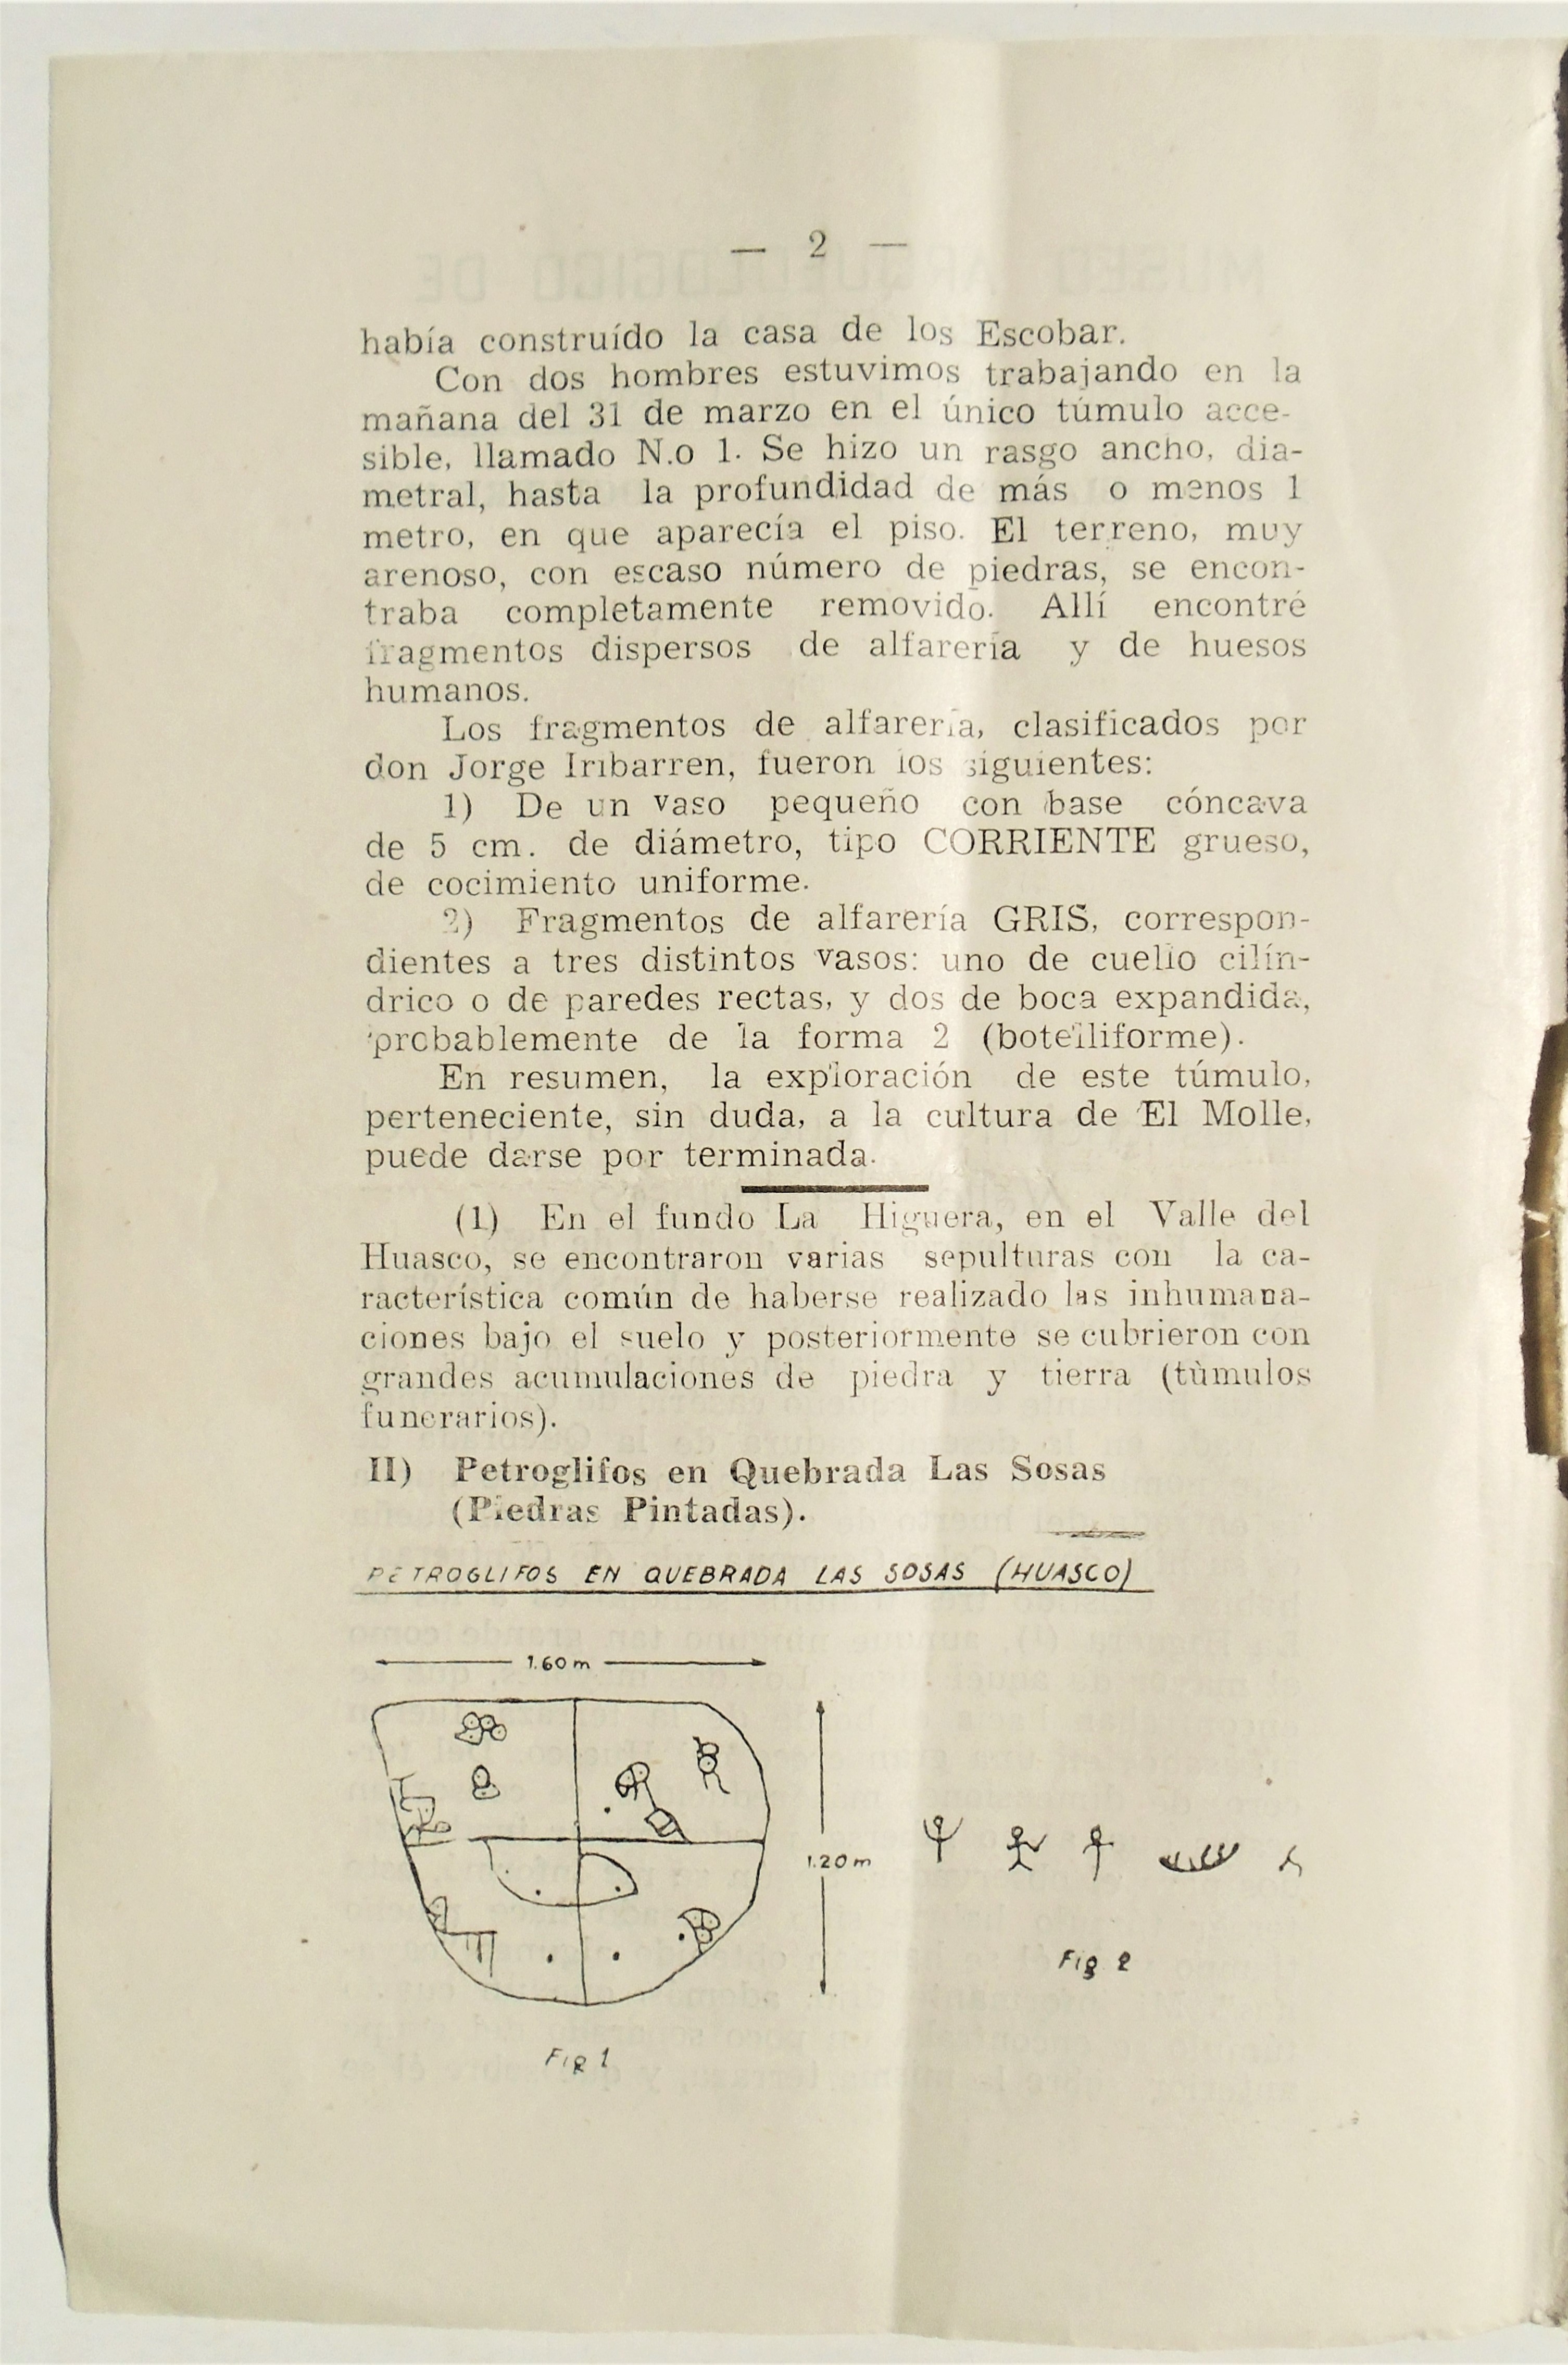 — 2 —
había construído la casa de los Escobar.
Con dos hombres estuvimos trabajando en la
mañana del 31 de marzo en el único túmulo acce-
sible, llamado N.o 1. Se hizo un rasgo ancho, dia-
metral, hasta la profundidad de más o menos 1
metro, en que aparecía el piso. El terreno, muy
arenoso, con escaso número de piedras, se encon-
traba completamente removido. Allí encontré
fragmentos dispersos de alfarería y de huesos
humanos.
Los fragmentos de alfarería, clasificados por
don Jorge Iribarren, fueron los siguientes:
1) De un vaso pequeño con base cóncava
de 5 cm. de diámetro, tipo CORRIENTE grueso,
de cocimiento uniforme.
2) Fragmentos de alfarería GRIS, correspon-
dientes a tres distintos vasos: uno de cuello cilín-
drico o de paredes rectas, y dos de boca expandida,
probablemente de la forma 2 (botelliforme).
En resumen, la exploración de este túmulo,
perteneciente, sin duda, a la cultura de El Molle,
puede darse por terminada.
(1) En el fundo La Higuera, en el Valle del
Huasco, se encontraron varias sepulturas con la ca-
racterística común de haberse realizado las inhumana-
ciones bajo el suelo y posteriormente se cubrieron con
grandes acumulaciones de piedra y tierra (tùmulos
funerarios).
II) Petroglifos en Quebrada Las Sosas
(Piedras Pintadas).
PETROGLIFOS EN QUEBRADA LAS SOSAS (HUASCO)
1.60 m
1.20 m
Fig 2
Fig 1